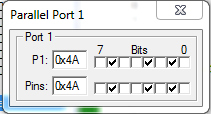 Parallel Port 1
Port 1
7 Bits 0
P1: 0x4A
Pins: 0x4A